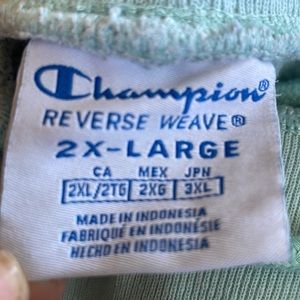 Champion®
REVERSE WEAVE®
2X-LARGE
CA MEX JPN
2XL/2TG 2XG 3XL
MADE IN INDONESIA
FABRIQUÉ EN INDONÉSIE
HECHO EN INDONESIA